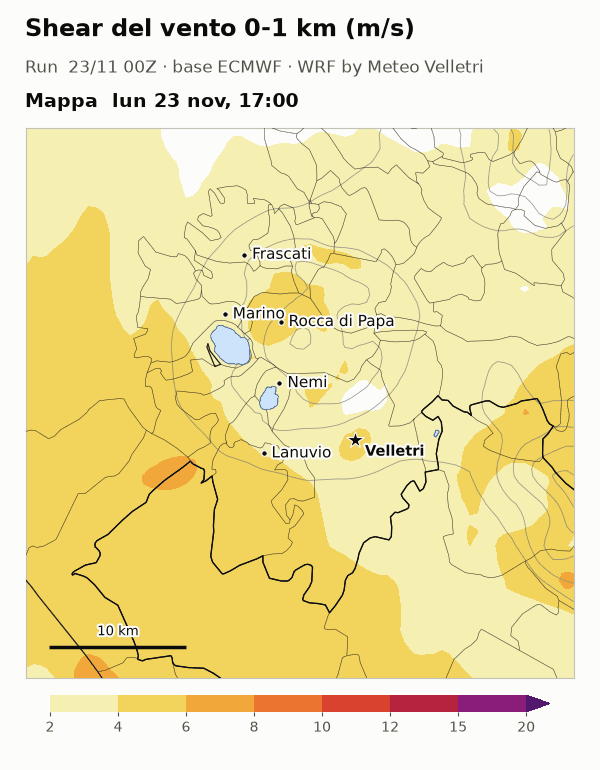 Shear del vento 0-1 km (m/s)
Run 23/11 00Z · base ECMWF · WRF by Meteo Velletri
Mappa lun 23 nov, 17:00
Frascati
Marino
Rocca di Papa
Nemi
Lanuvio
Velletri
10 km
2 4 6 8 10 12 15 20